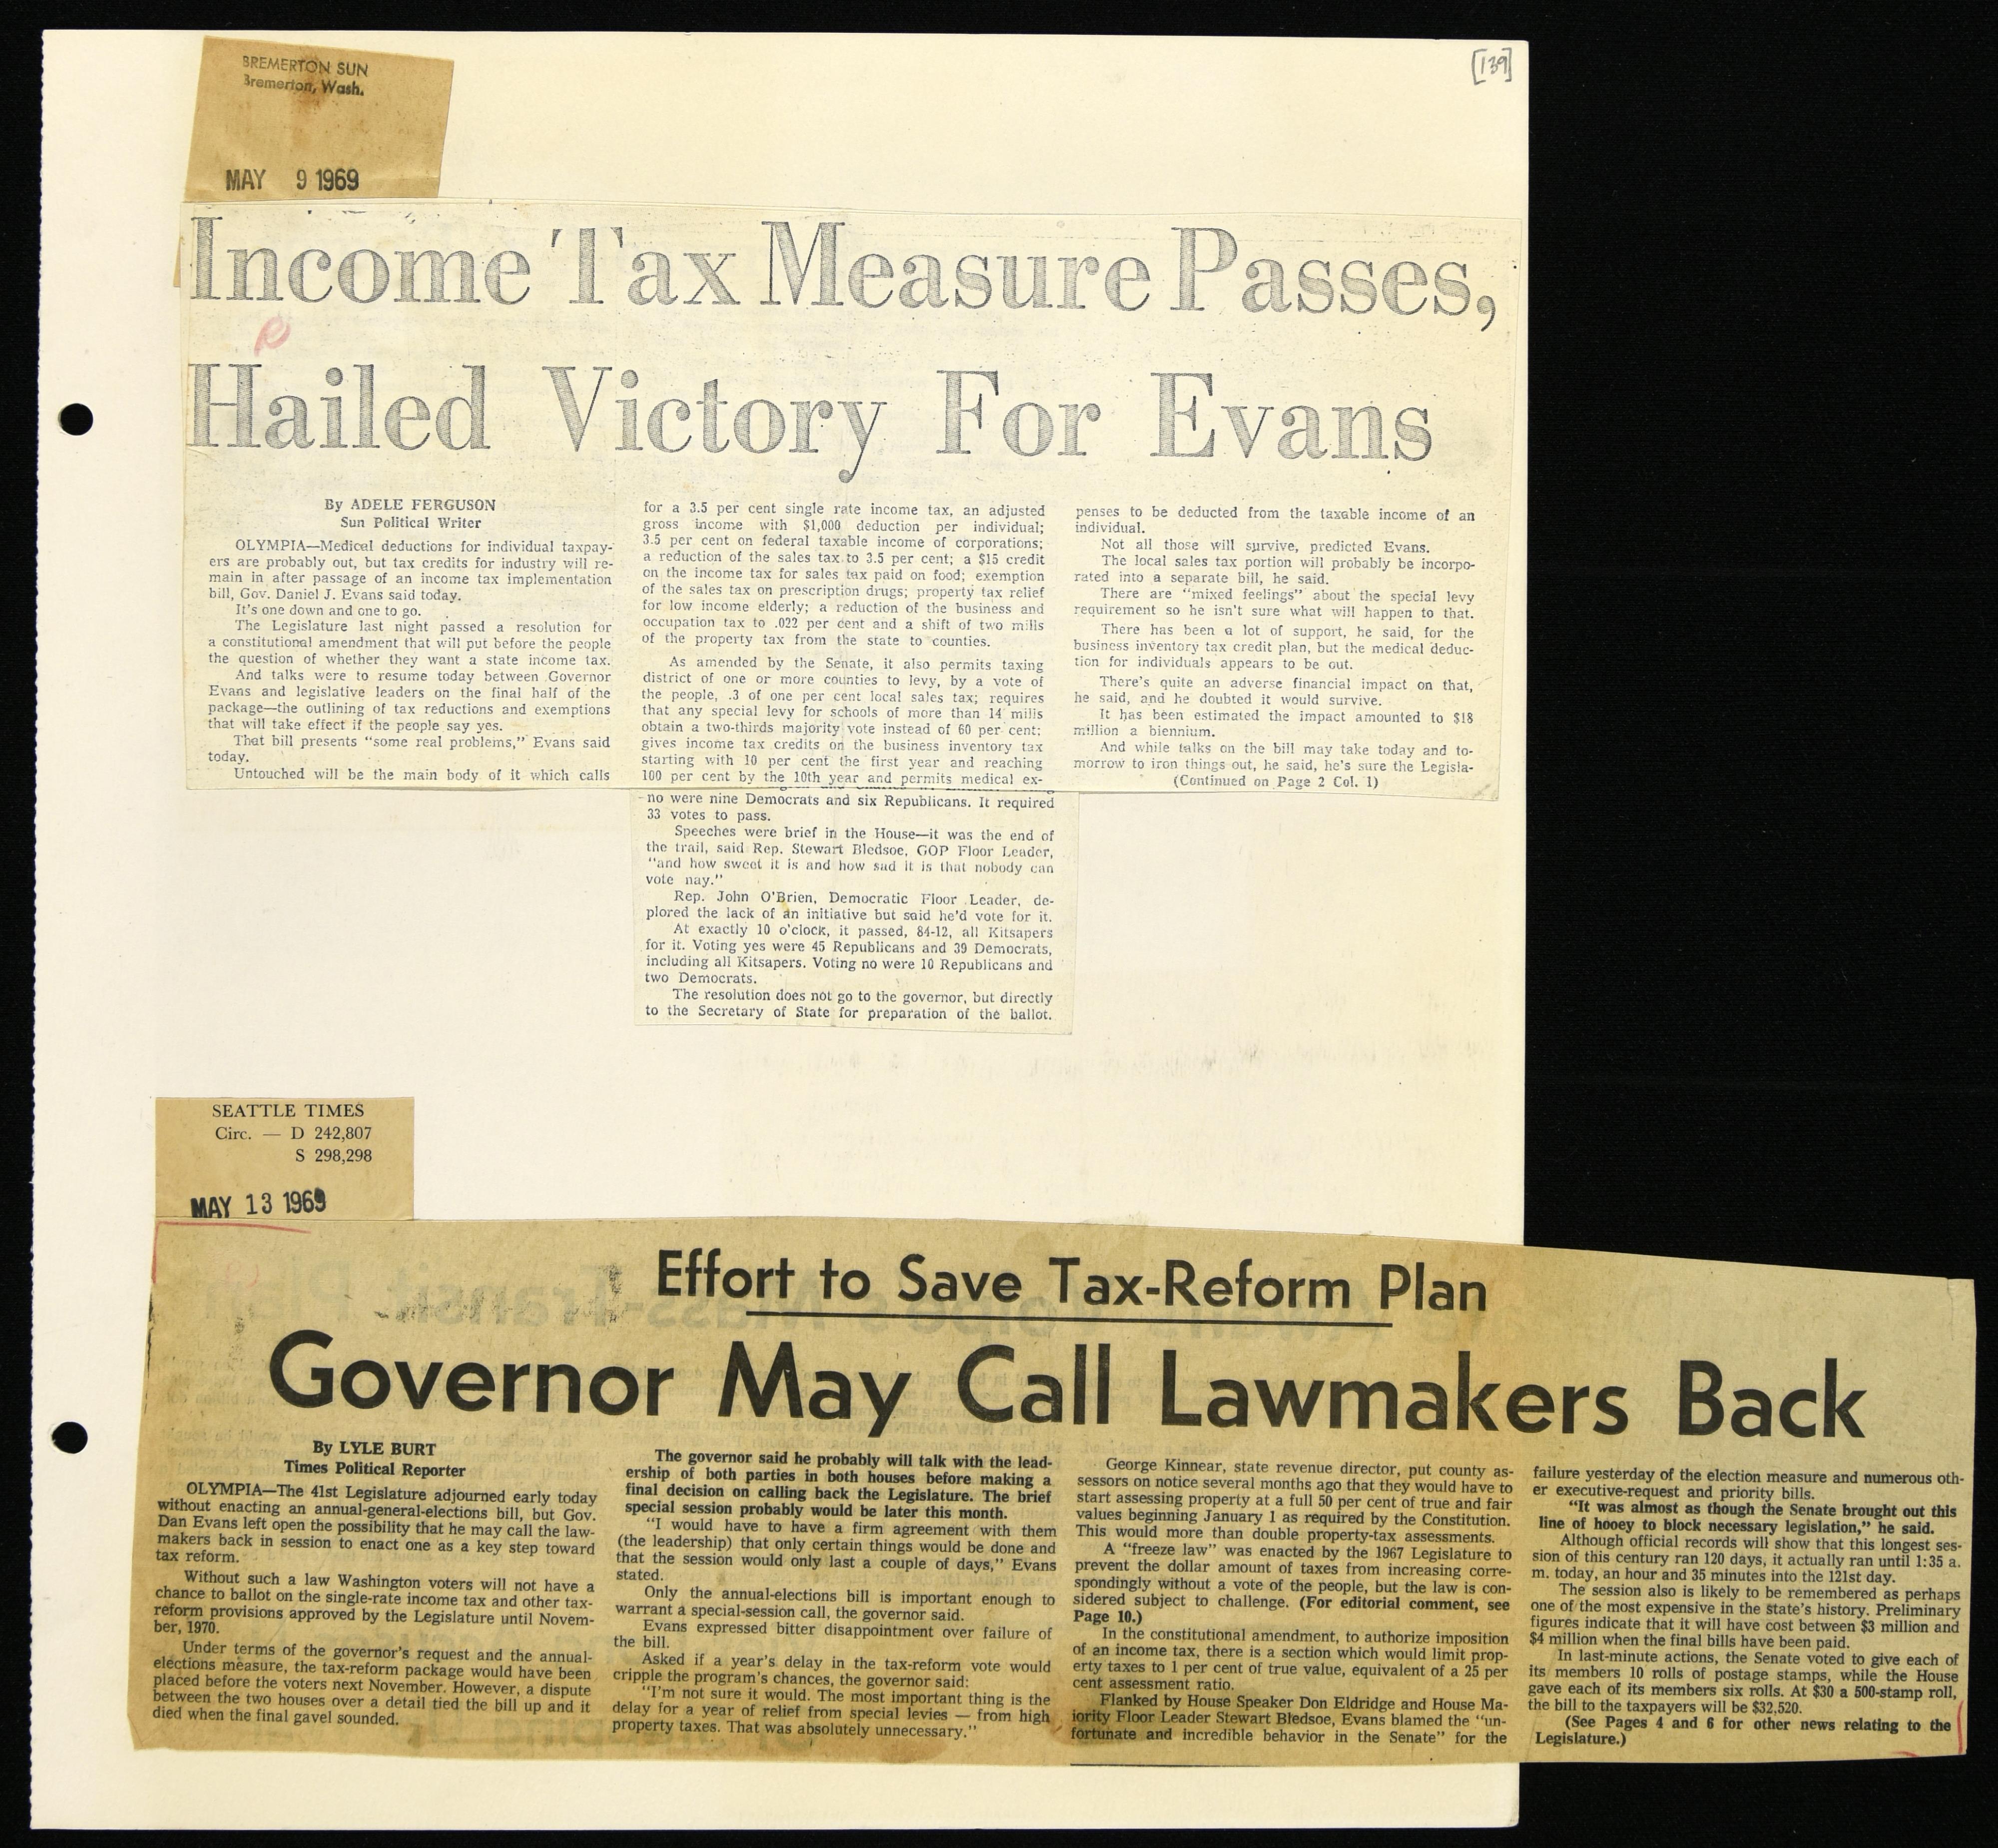 [139]
BREMERTON SUN
Bremerton, Wash.
MAY 9 1969
Income Tax Measure Passes,
Hailed Victory For Evans
By ADELE FERGUSON
Sun Political Writer
OLYMPIA—Medical deductions for individual taxpay-
ers are probably out, but tax credits for industry will re-
main in after passage of an income tax implementation
bill, Gov. Daniel J. Evans said today.
It's one down and one to go.
The Legislature last night passed a resolution for
a constitutional amendment that will put before the people
the question of whether they want a state income tax.
And talks were to resume today between Governor
Evans and legislative leaders on the final half of the
package—the outlining of tax reductions and exemptions
that will take effect if the people say yes.
That bill presents "some real problems," Evans said
today.
Untouched will be the main body of it which calls
for a 3.5 per cent single rate income tax, an adjusted
gross income with $1,000 deduction per individual;
3.5 per cent on federal taxable income of corporations;
a reduction of the sales tax to 3.5 per cent; a $15 credit
on the income tax for sales tax paid on food; exemption
of the sales tax on prescription drugs; property tax relief
for low income elderly; a reduction of the business and
occupation tax to .022 per cent and a shift of two mills
of the property tax from the state to counties.
As amended by the Senate, it also permits taxing
district of one or more counties to levy, by a vote of
the people, .3 of one per cent local sales tax; requires
that any special levy for schools of more than 14 mills
obtain a two-thirds majority vote instead of 60 per cent;
gives income tax credits on the business inventory tax
starting with 10 per cent the first year and reaching
100 per cent by the 10th year and permits medical ex-
penses to be deducted from the taxable income of an
individual.
Not all those will survive, predicted Evans.
The local sales tax portion will probably be incorpo-
rated into a separate bill, he said.
There are "mixed feelings" about the special levy
requirement so he isn't sure what will happen to that.
There has been a lot of support, he said, for the
business inventory tax credit plan, but the medical deduc-
tion for individuals appears to be out.
There's quite an adverse financial impact on that,
he said, and he doubted it would survive.
It has been estimated the impact amounted to $18
million a biennium.
And while talks on the bill may take today and to-
morrow to iron things out, he said, he's sure the Legisla-
(Continued on Page 2 Col. 1)
no were nine Democrats and six Republicans. It required
33 votes to pass.
Speeches were brief in the House—it was the end of
the trail, said Rep. Stewart Bledsoe, GOP Floor Leader,
"and how sweet it is and how sad it is that nobody can
vote nay."
Rep. John O'Brien, Democratic Floor Leader, de-
plored the lack of an initiative but said he'd vote for it.
At exactly 10 o'clock, it passed, 84-12, all Kitsapers
for it. Voting yes were 45 Republicans and 39 Democrats,
including all Kitsapers. Voting no were 10 Republicans and
two Democrats.
The resolution does not go to the governor, but directly
to the Secretary of State for preparation of the ballot.
SEATTLE TIMES
Circ. — D 242,807
S 298,298
MAY 13 1969
Effort to Save Tax-Reform Plan
Governor May Call Lawmakers Back
By LYLE BURT
Times Political Reporter
OLYMPIA—The 41st Legislature adjourned early today
without enacting an annual-general-elections bill, but Gov.
Dan Evans left open the possibility that he may call the law-
makers back in session to enact one as a key step toward
tax reform.
Without such a law Washington voters will not have a
chance to ballot on the single-rate income tax and other tax-
reform provisions approved by the Legislature until Novem-
ber, 1970.
Under terms of the governor's request and the annual-
elections measure, the tax-reform package would have been
placed before the voters next November. However, a dispute
between the two houses over a detail tied the bill up and it
died when the final gavel sounded.
The governor said he probably will talk with the lead-
ership of both parties in both houses before making a
final decision on calling back the Legislature. The brief
special session probably would be later this month.
"I would have to have a firm agreement with them
(the leadership) that only certain things would be done and
that the session would only last a couple of days," Evans
stated.
Only the annual-elections bill is important enough to
warrant a special-session call, the governor said.
Evans expressed bitter disappointment over failure of
the bill.
Asked if a year's delay in the tax-reform vote would
cripple the program's chances, the governor said:
"I'm not sure it would. The most important thing is the
delay for a year of relief from special levies — from high
property taxes. That was absolutely unnecessary."
George Kinnear, state revenue director, put county as-
sessors on notice several months ago that they would have to
start assessing property at a full 50 per cent of true and fair
values beginning January 1 as required by the Constitution.
This would more than double property-tax assessments.
A "freeze law" was enacted by the 1967 Legislature to
prevent the dollar amount of taxes from increasing corre-
spondingly without a vote of the people, but the law is con-
sidered subject to challenge. (For editorial comment, see
Page 10.)
In the constitutional amendment, to authorize imposition
of an income tax, there is a section which would limit prop-
erty taxes to 1 per cent of true value, equivalent of a 25 per
cent assessment ratio.
Flanked by House Speaker Don Eldridge and House Ma-
jority Floor Leader Stewart Bledsoe, Evans blamed the "un-
fortunate and incredible behavior in the Senate" for the
failure yesterday of the election measure and numerous oth-
er executive-request and priority bills.
"It was almost as though the Senate brought out this
line of hooey to block necessary legislation," he said.
Although official records will show that this longest ses-
sion of this century ran 120 days, it actually ran until 1:35 a.
m. today, an hour and 35 minutes into the 121st day.
The session also is likely to be remembered as perhaps
one of the most expensive in the state's history. Preliminary
figures indicate that it will have cost between $3 million and
$4 million when the final bills have been paid.
In last-minute actions, the Senate voted to give each of
its members 10 rolls of postage stamps, while the House
gave each of its members six rolls. At $30 a 500-stamp roll,
the bill to the taxpayers will be $32,520.
(See Pages 4 and 6 for other news relating to the
Legislature.)